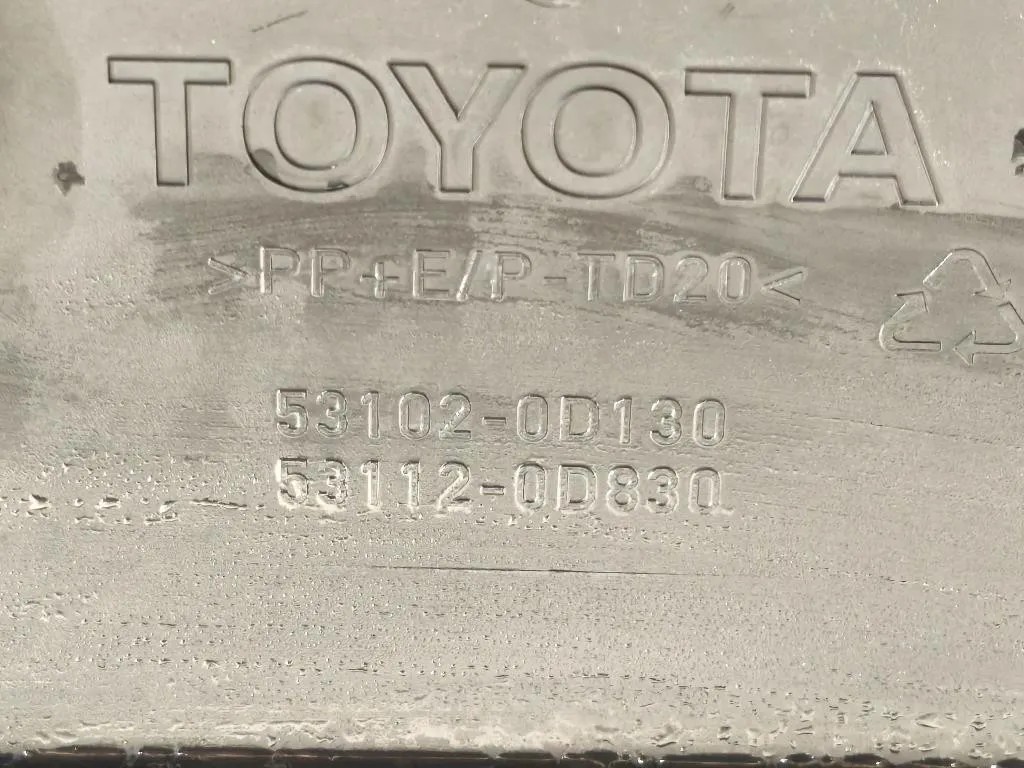 TOYOTA
>PP+E/P-TD20<
53102-0D130
53112-0D830